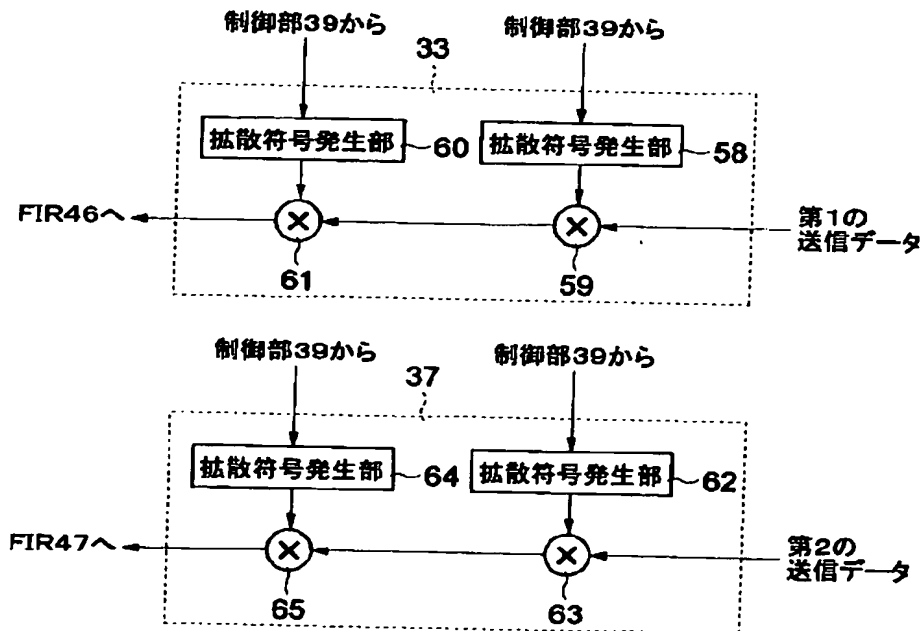 制御部39から
制御部39から
33
拡散符号発生部
60
拡散符号発生部
58
FIR46へ
×
×
第1の
送信データ
61
59
制御部39から
制御部39から
37
拡散符号発生部
64
拡散符号発生部
62
FIR47へ
×
×
第2の
送信データ
65
63